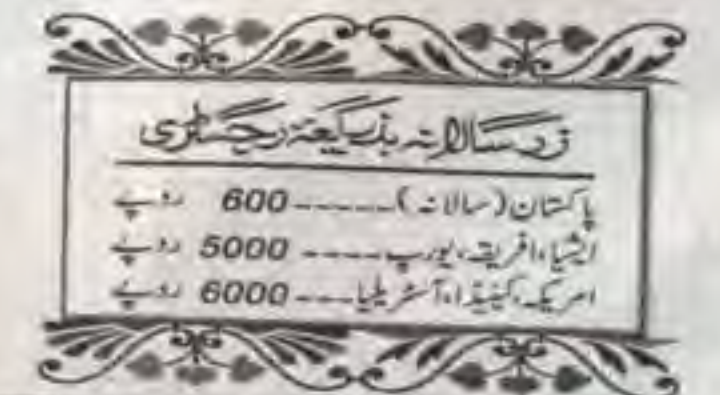 زرِ سالانہ بذریعہ رجسٹری
پاکستان (سالانہ)-----600 روپے
ایشیا، افریقہ، یورپ-----5000 روپے
امریکہ، کینیڈا، آسٹریلیا----6000 روپے